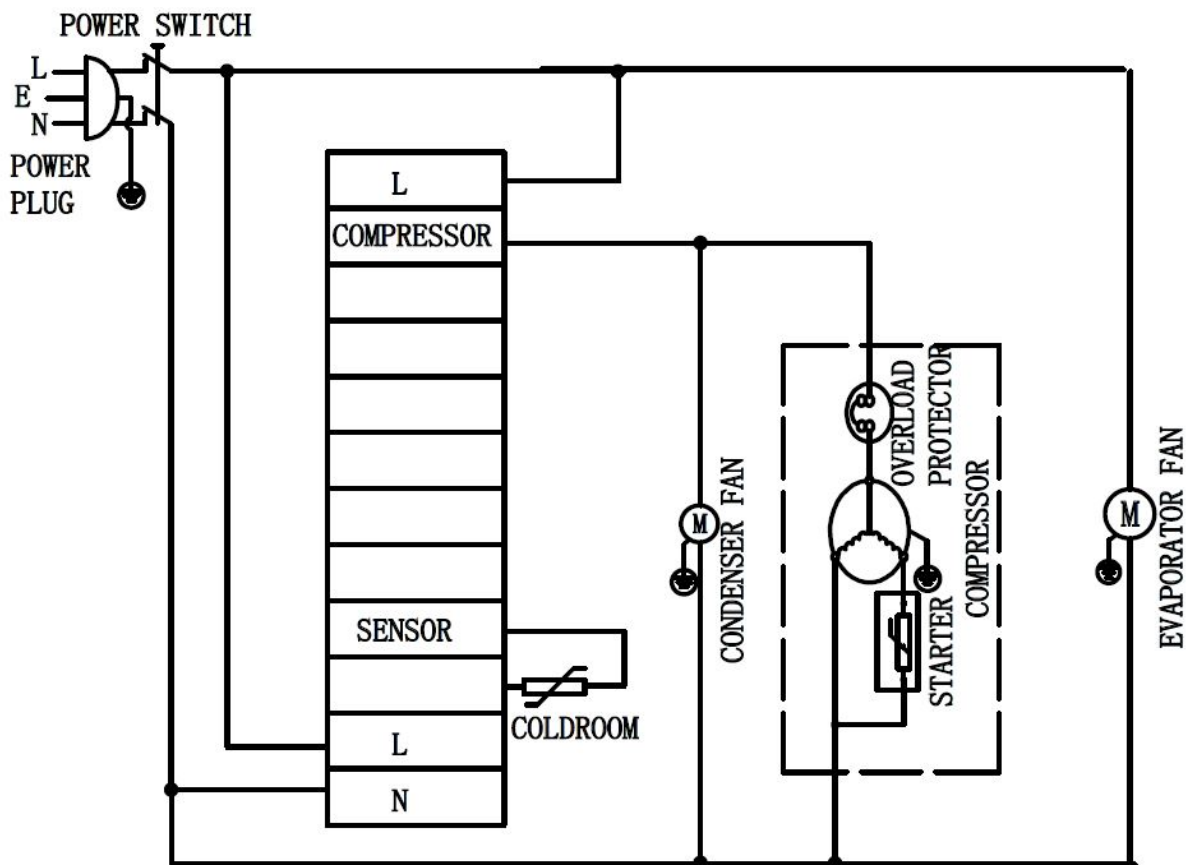 POWER SWITCH
L
E
N
POWER
PLUG
L
COMPRESSOR
SENSOR
COLDROOM
L
N
M
CONDENSER FAN
OVERLOAD
PROTECTOR
COMPRESSOR
STARTER
M
EVAPORATOR FAN